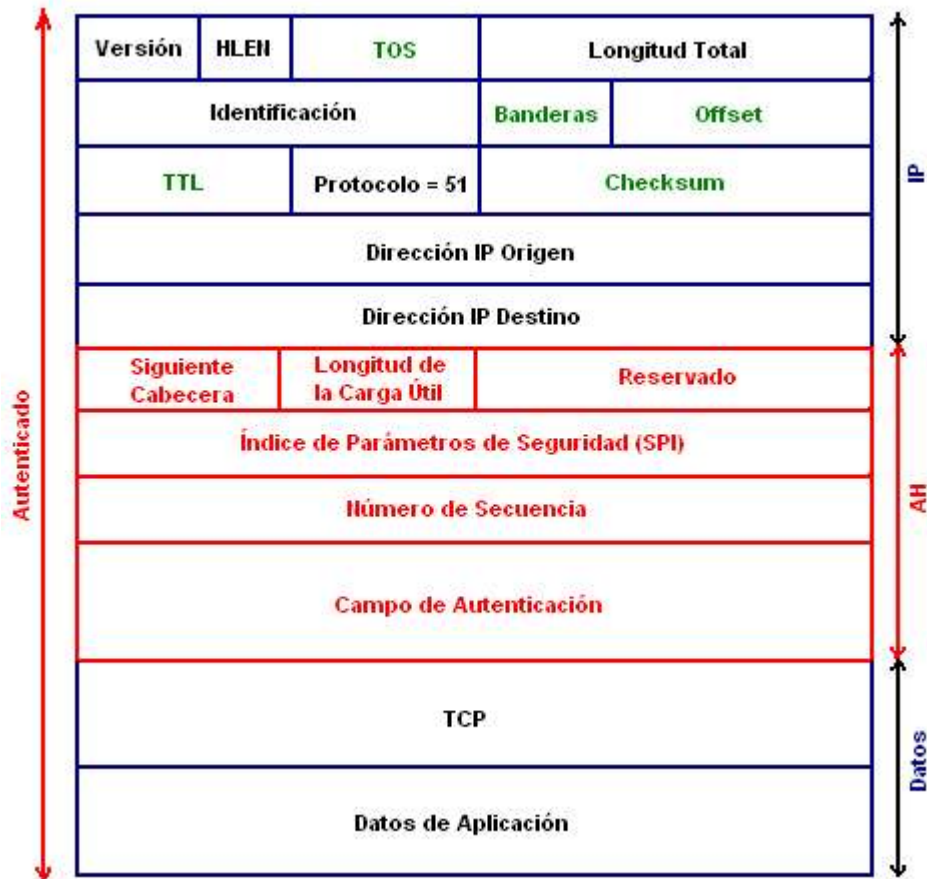 Versión
HLEN
TOS
Longitud Total
Identificación
Banderas
Offset
TTL
Protocolo = 51
Checksum
Dirección IP Origen
Dirección IP Destino
IP
Siguiente
Cabecera
Longitud de
la Carga Útil
Reservado
Índice de Parámetros de Seguridad (SPI)
Número de Secuencia
Campo de Autenticación
AH
Autenticado
TCP
Datos de Aplicación
Datos